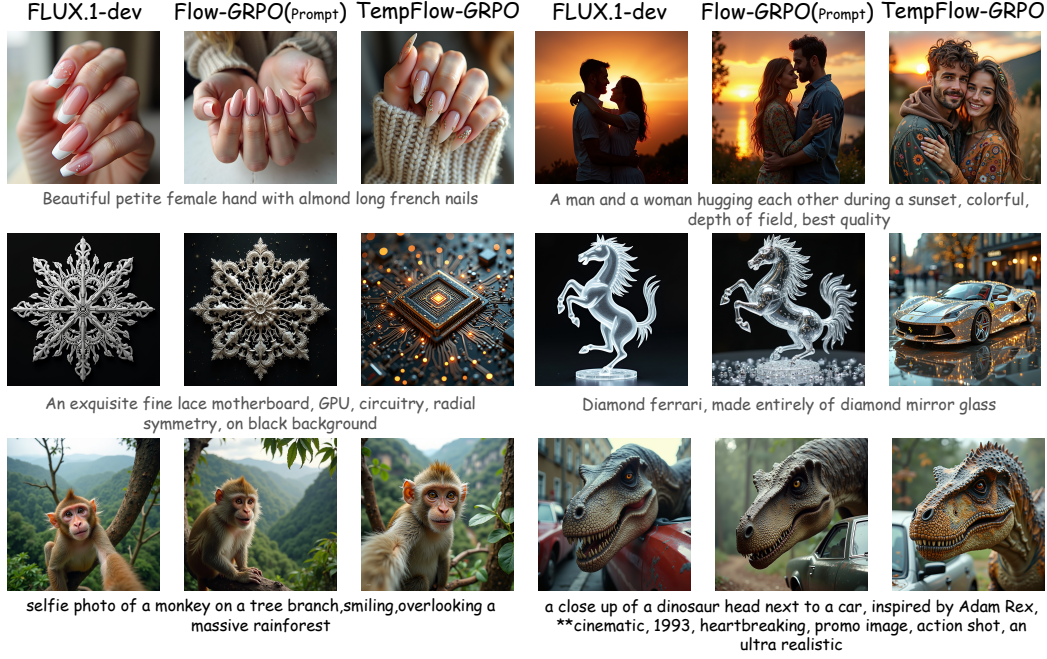 FLUX.1-dev Flow-GRPO(Prompt) TempFlow-GRPO FLUX.1-dev Flow-GRPO(Prompt) TempFlow-GRPO
Beautiful petite female hand with almond long french nails
A man and a woman hugging each other during a sunset, colorful,
depth of field, best quality
An exquisite fine lace motherboard, GPU, circuitry, radial
symmetry, on black background
Diamond ferrari, made entirely of diamond mirror glass
selfie photo of a monkey on a tree branch,smiling,overlooking a
massive rainforest
a close up of a dinosaur head next to a car, inspired by Adam Rex,
**cinematic, 1993, heartbreaking, promo image, action shot, an
ultra realistic